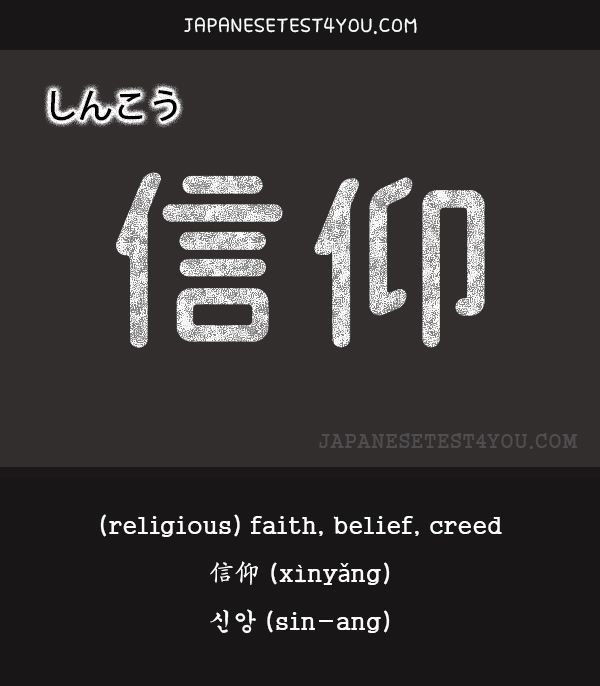 JAPANESETEST4YOU.COM
しんこう
信仰
JAPANESETEST4YOU.COM
(religious) faith, belief, creed
信仰 (xìnyǎng)
신앙 (sin-ang)